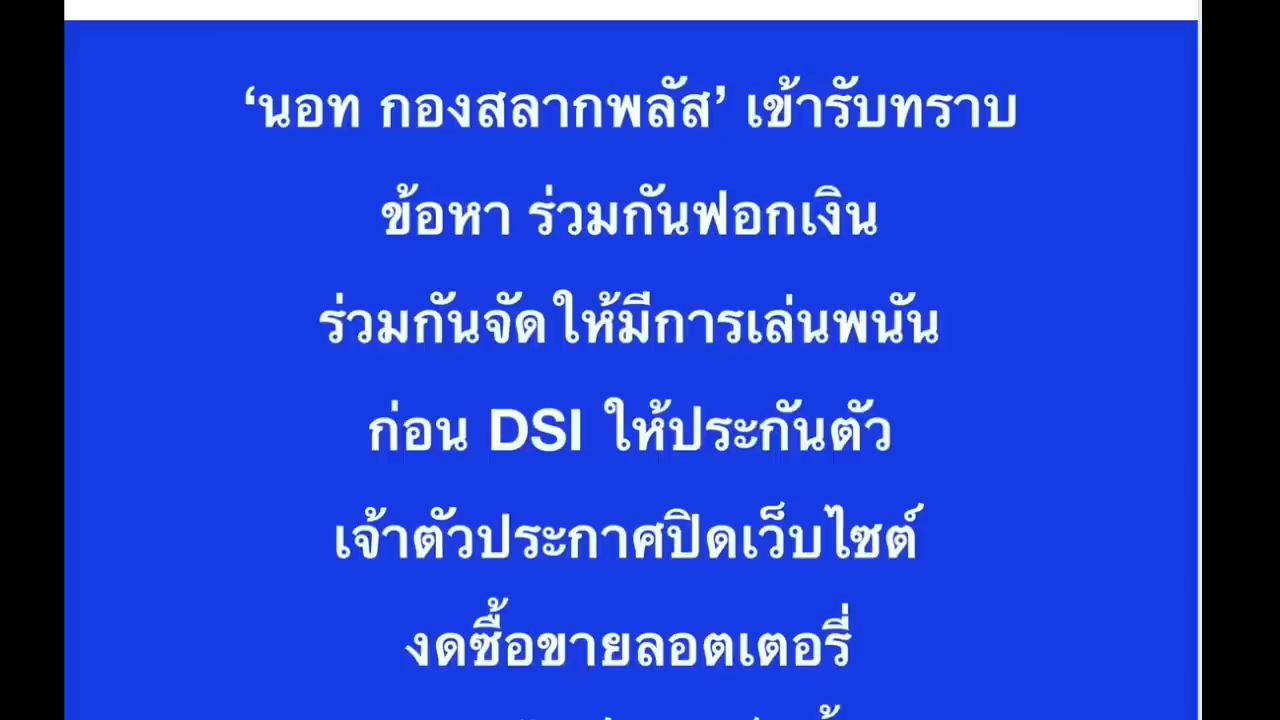 ‘นอท กองสลากพลัส’ เข้ารับทราบ
ข้อหา ร่วมกันฟอกเงิน
ร่วมกันจัดให้มีการเล่นพนัน
ก่อน DSI ให้ประกันตัว
เจ้าตัวประกาศปิดเว็บไซต์
งดซื้อขายลอตเตอรี่